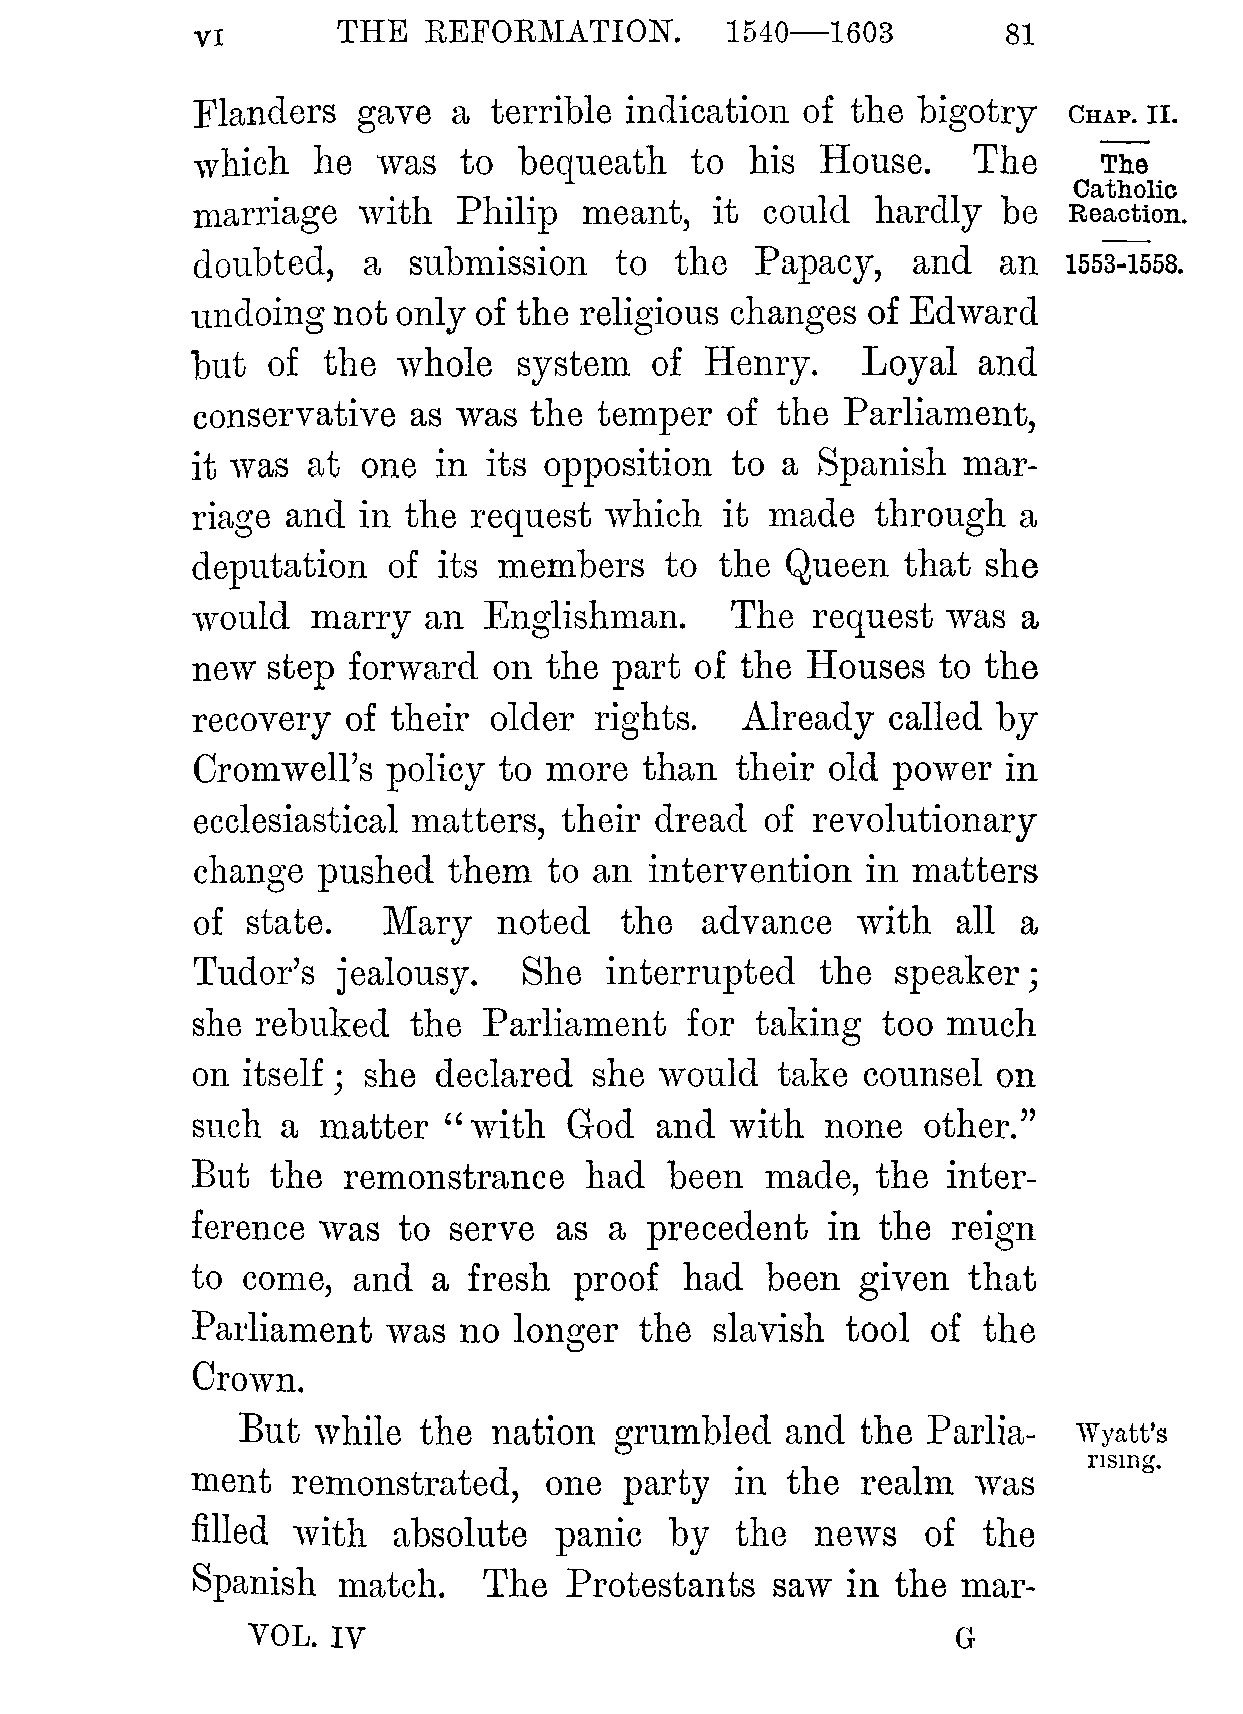 VI THE REFORMATION. 1540—1603 81
Flanders gave a terrible indication of the bigotry
which he was to bequeath to his House. The
marriage with Philip meant, it could hardly be
doubted, a submission to the Papacy, and an
undoing not only of the religious changes of Edward
but of the whole system of Henry. Loyal and
conservative as was the temper of the Parliament,
it was at one in its opposition to a Spanish mar-
riage and in the request which it made through a
deputation of its members to the Queen that she
would marry an Englishman. The request was a
new step forward on the part of the Houses to the
recovery of their older rights. Already called by
Cromwell's policy to more than their old power in
ecclesiastical matters, their dread of revolutionary
change pushed them to an intervention in matters
of state. Mary noted the advance with all a
Tudor's jealousy. She interrupted the speaker;
she rebuked the Parliament for taking too much
on itself; she declared she would take counsel on
such a matter "with God and with none other."
But the remonstrance had been made, the inter-
ference was to serve as a precedent in the reign
to come, and a fresh proof had been given that
Parliament was no longer the slavish tool of the
Crown.
But while the nation grumbled and the Parlia-
ment remonstrated, one party in the realm was
filled with absolute panic by the news of the
Spanish match. The Protestants saw in the mar-
VOL. IV G
CHAP. II.
The
Catholic
Reaction.
1553-1558.
Wyatt's
rising.